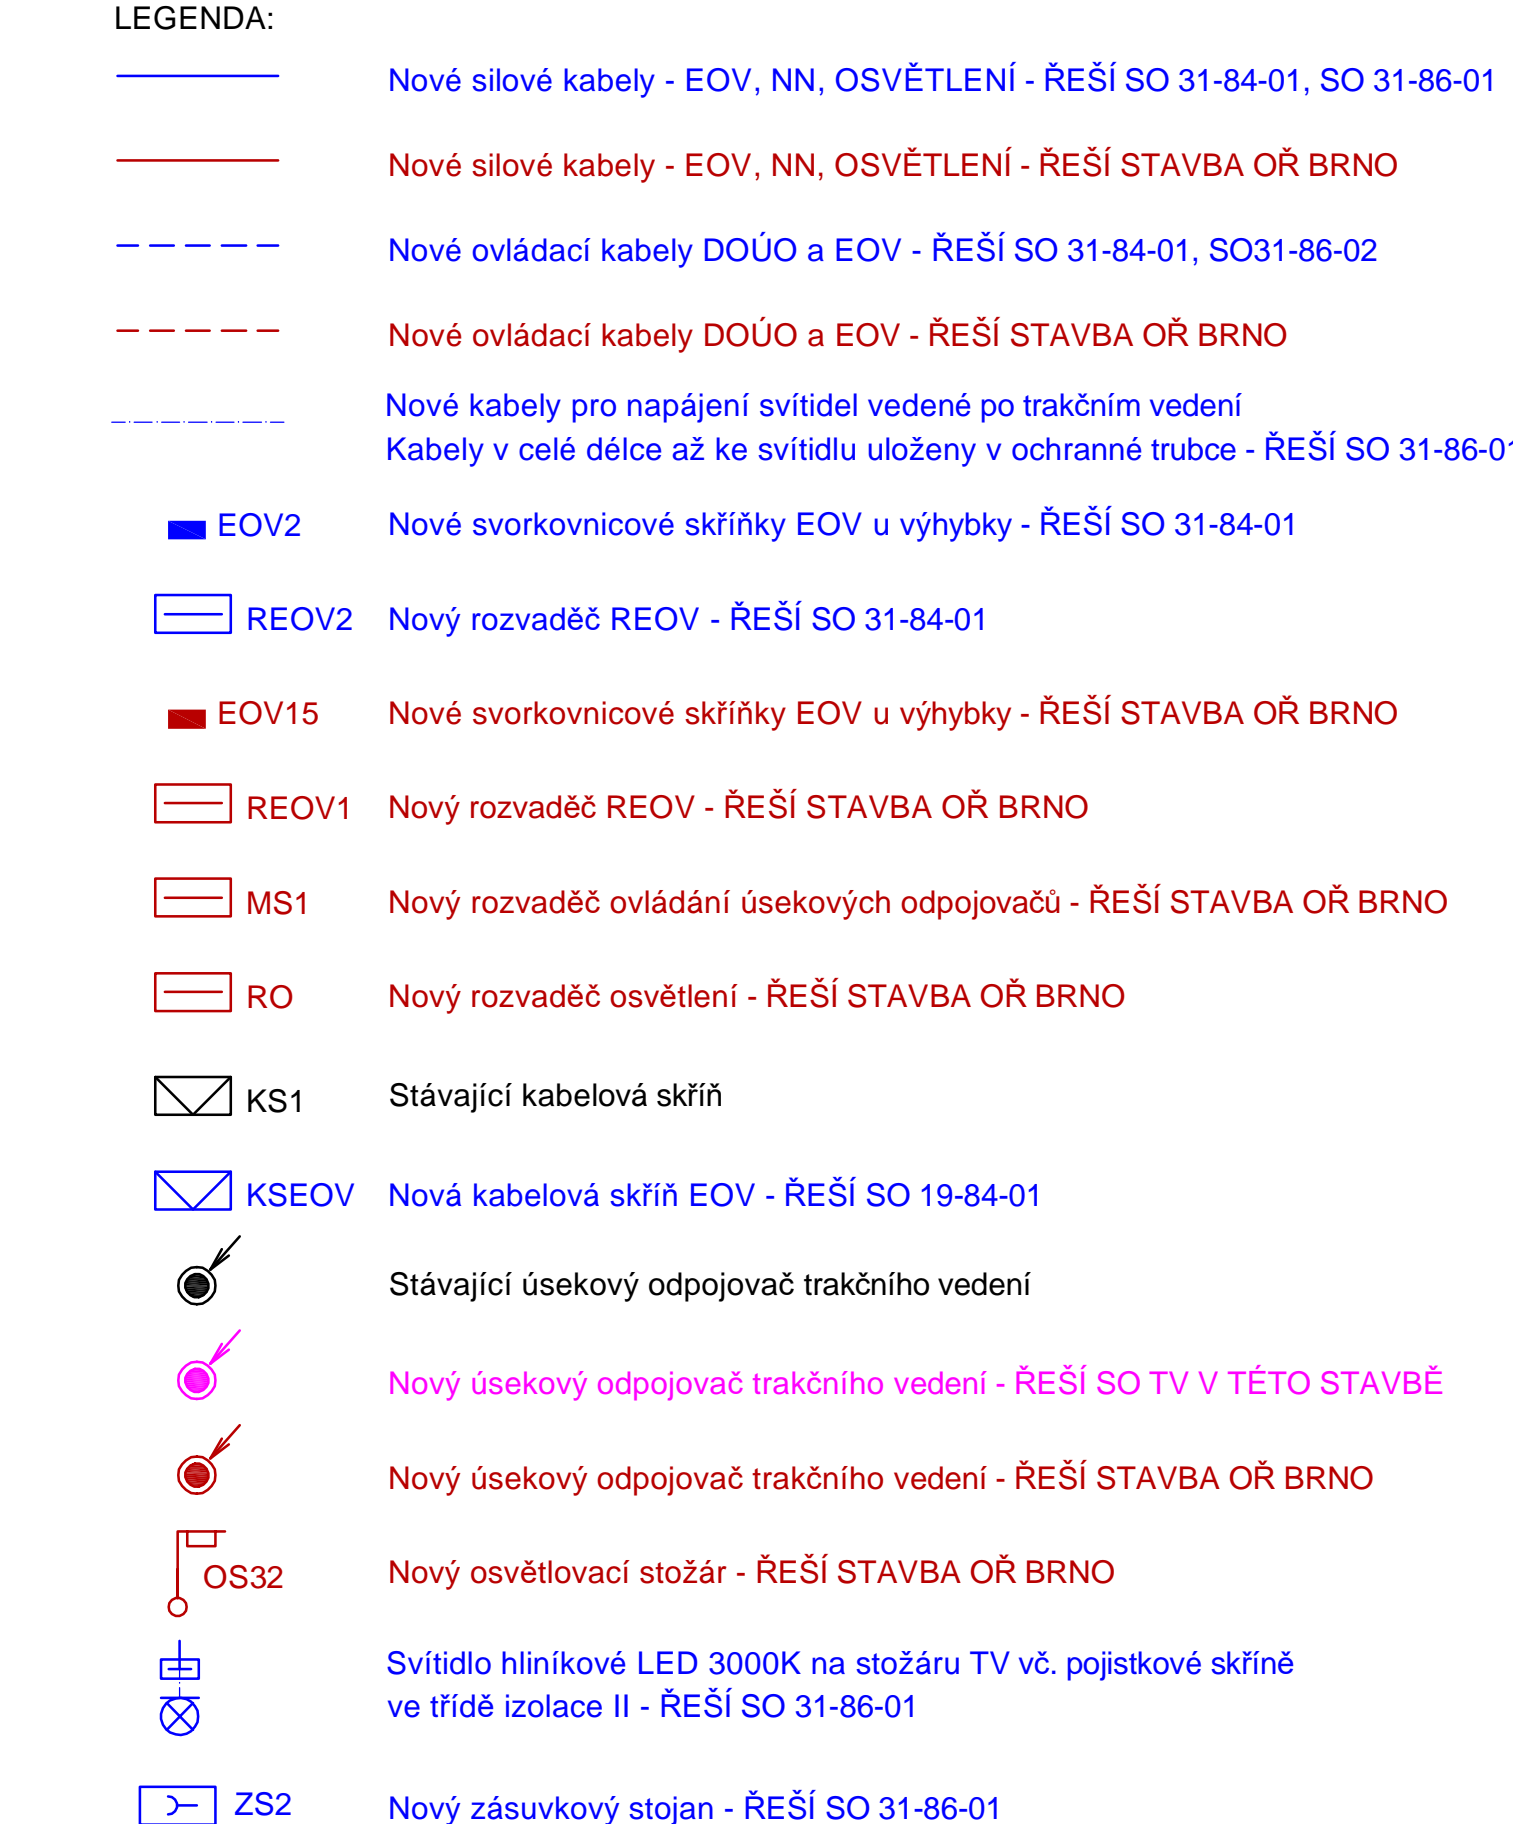 LEGENDA:
Nové silové kabely - EOV, NN, OSVĚTLENÍ - ŘEŠÍ SO 31-84-01, SO 31-86-01
Nové silové kabely - EOV, NN, OSVĚTLENÍ - ŘEŠÍ STAVBA OŘ BRNO
Nové ovládací kabely DOÚO a EOV - ŘEŠÍ SO 31-84-01, SO31-86-02
Nové ovládací kabely DOÚO a EOV - ŘEŠÍ STAVBA OŘ BRNO
Nové kabely pro napájení svítidel vedené po trakčním vedení
Kabely v celé délce až ke svítidlu uloženy v ochranné trubce - ŘEŠÍ SO 31-86-01
EOV2 Nové svorkovnicové skříňky EOV u výhybky - ŘEŠÍ SO 31-84-01
REOV2 Nový rozvaděč REOV - ŘEŠÍ SO 31-84-01
EOV15 Nové svorkovnicové skříňky EOV u výhybky - ŘEŠÍ STAVBA OŘ BRNO
REOV1 Nový rozvaděč REOV - ŘEŠÍ STAVBA OŘ BRNO
MS1 Nový rozvaděč ovládání úsekových odpojovačů - ŘEŠÍ STAVBA OŘ BRNO
RO Nový rozvaděč osvětlení - ŘEŠÍ STAVBA OŘ BRNO
KS1 Stávající kabelová skříň
KSEOV Nová kabelová skříň EOV - ŘEŠÍ SO 19-84-01
Stávající úsekový odpojovač trakčního vedení
Nový úsekový odpojovač trakčního vedení - ŘEŠÍ SO TV V TÉTO STAVBĚ
Nový úsekový odpojovač trakčního vedení - ŘEŠÍ STAVBA OŘ BRNO
OS32 Nový osvětlovací stožár - ŘEŠÍ STAVBA OŘ BRNO
Svítidlo hliníkové LED 3000K na stožáru TV vč. pojistkové skříně
ve třídě izolace II - ŘEŠÍ SO 31-86-01
ZS2 Nový zásuvkový stojan - ŘEŠÍ SO 31-86-01